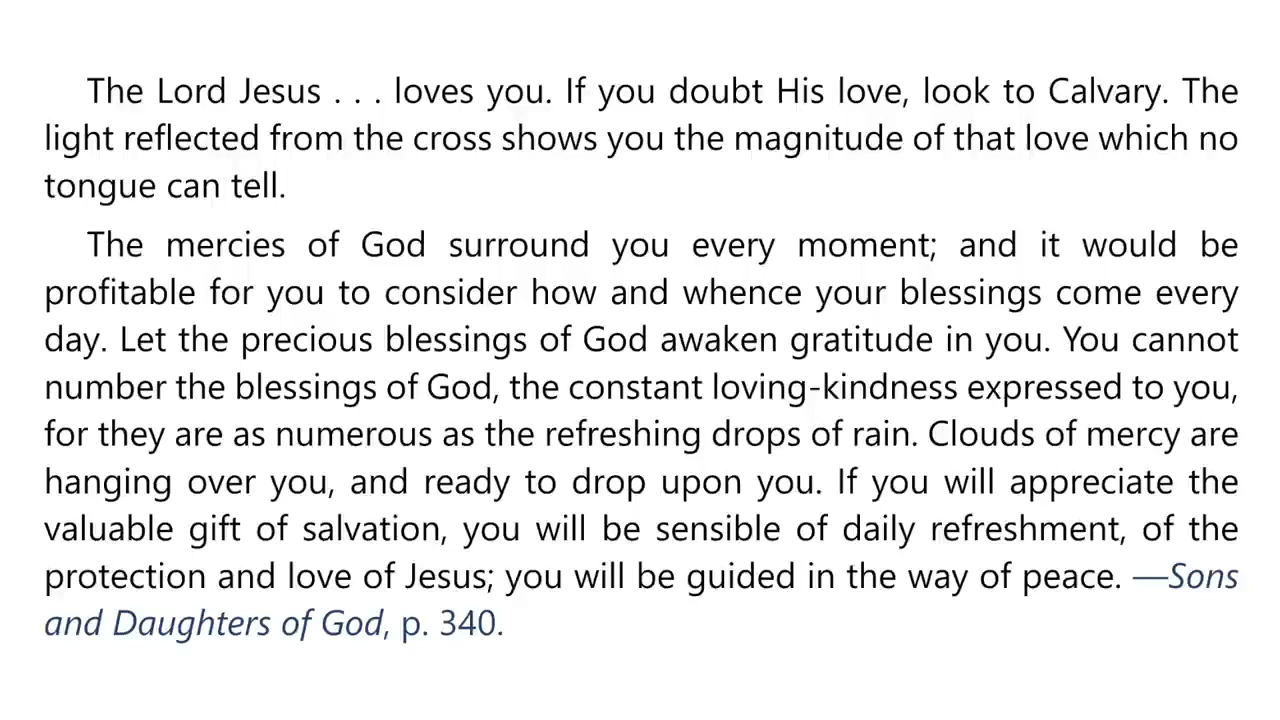 The Lord Jesus . . . loves you. If you doubt His love, look to Calvary. The
light reflected from the cross shows you the magnitude of that love which no
tongue can tell.
The mercies of God surround you every moment; and it would be
profitable for you to consider how and whence your blessings come every
day. Let the precious blessings of God awaken gratitude in you. You cannot
number the blessings of God, the constant loving-kindness expressed to you,
for they are as numerous as the refreshing drops of rain. Clouds of mercy are
hanging over you, and ready to drop upon you. If you will appreciate the
valuable gift of salvation, you will be sensible of daily refreshment, of the
protection and love of Jesus; you will be guided in the way of peace. —Sons
and Daughters of God, p. 340.